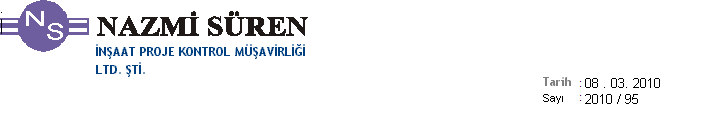 NS NAZMİ SÜREN
İNŞAAT PROJE KONTROL MÜŞAVİRLİĞİ
LTD. ŞTİ.
Tarih : 08 . 03. 2010
Sayı : 2010 / 95